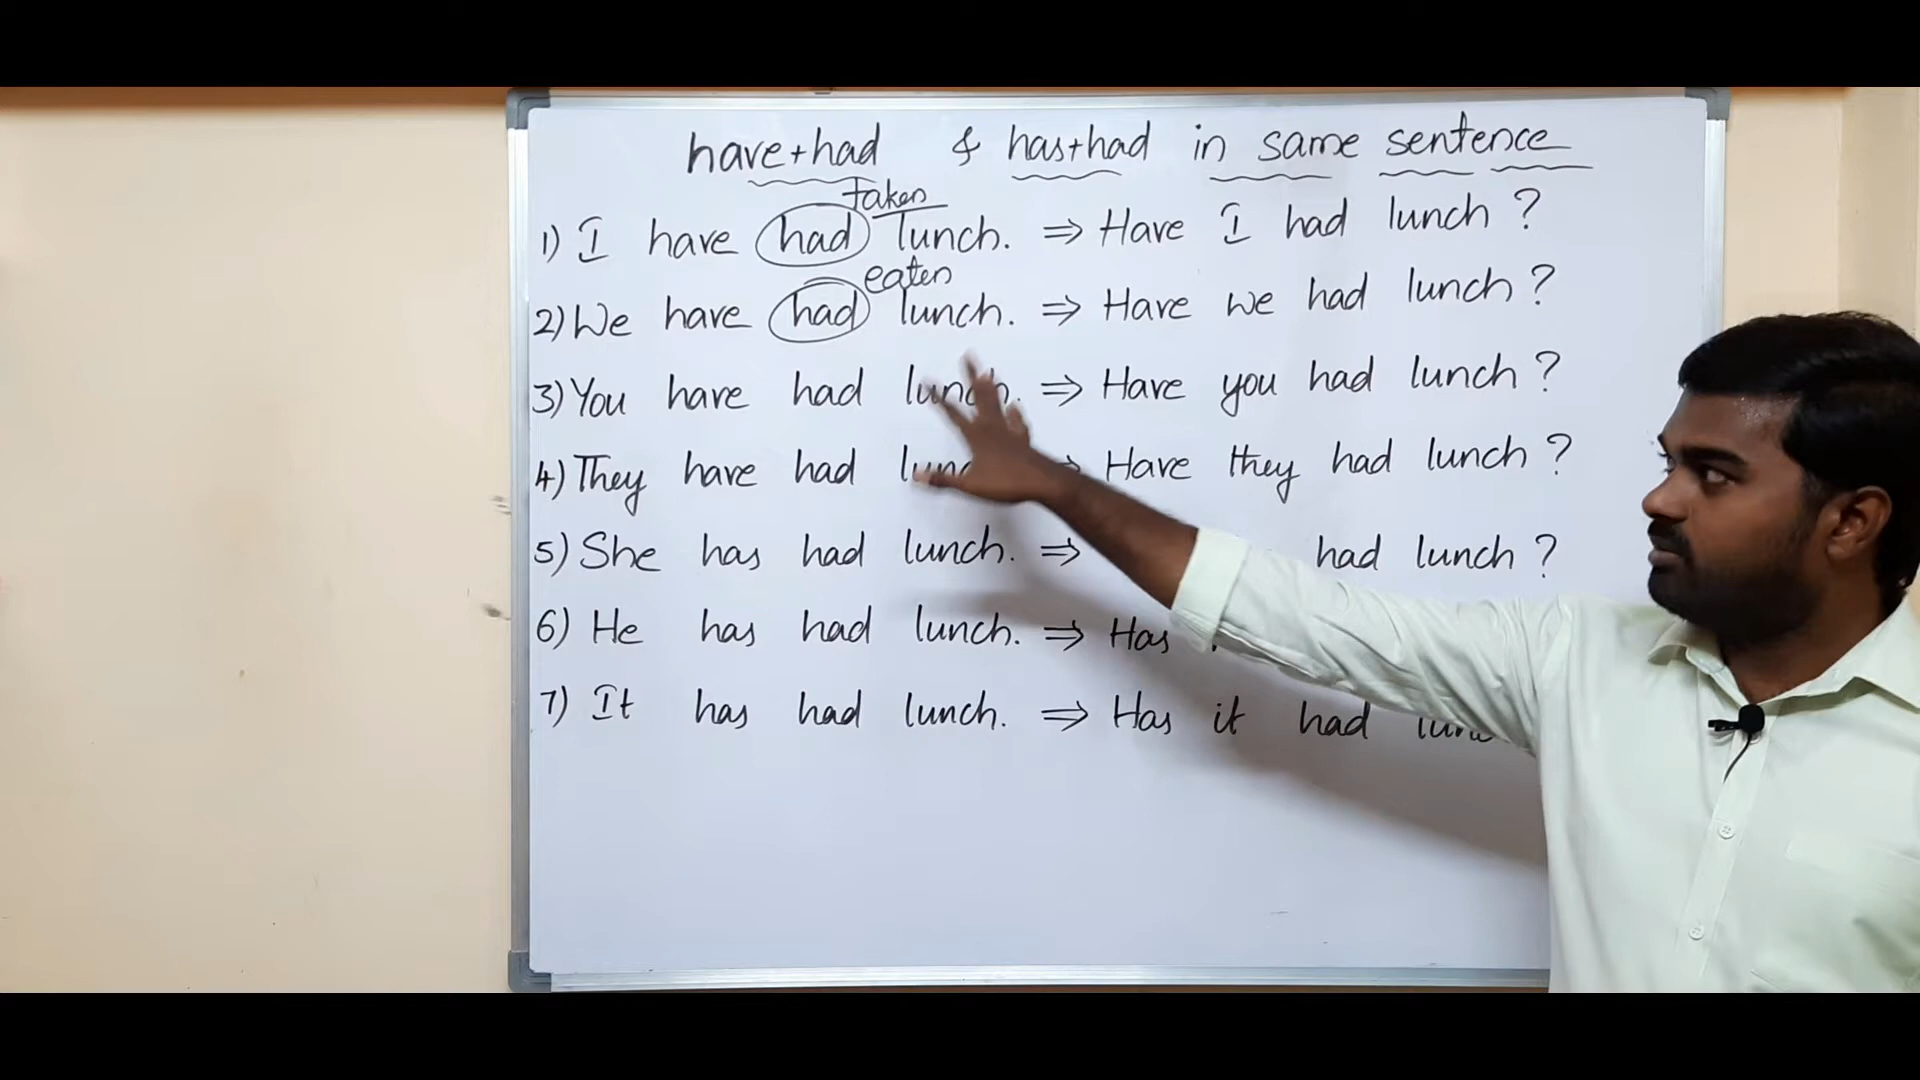 have+had & has+had in same sentence
taken
1) I have had lunch. ⇒ Have I had lunch?
eaten
2) We have had lunch. ⇒ Have we had lunch?
3) You have had lunch. ⇒ Have you had lunch?
4) They have had ⇒ Have they had lunch?
5) She has had lunch. ⇒ had lunch?
6) He has had lunch. ⇒ Has
7) It has had lunch. ⇒ Has it had